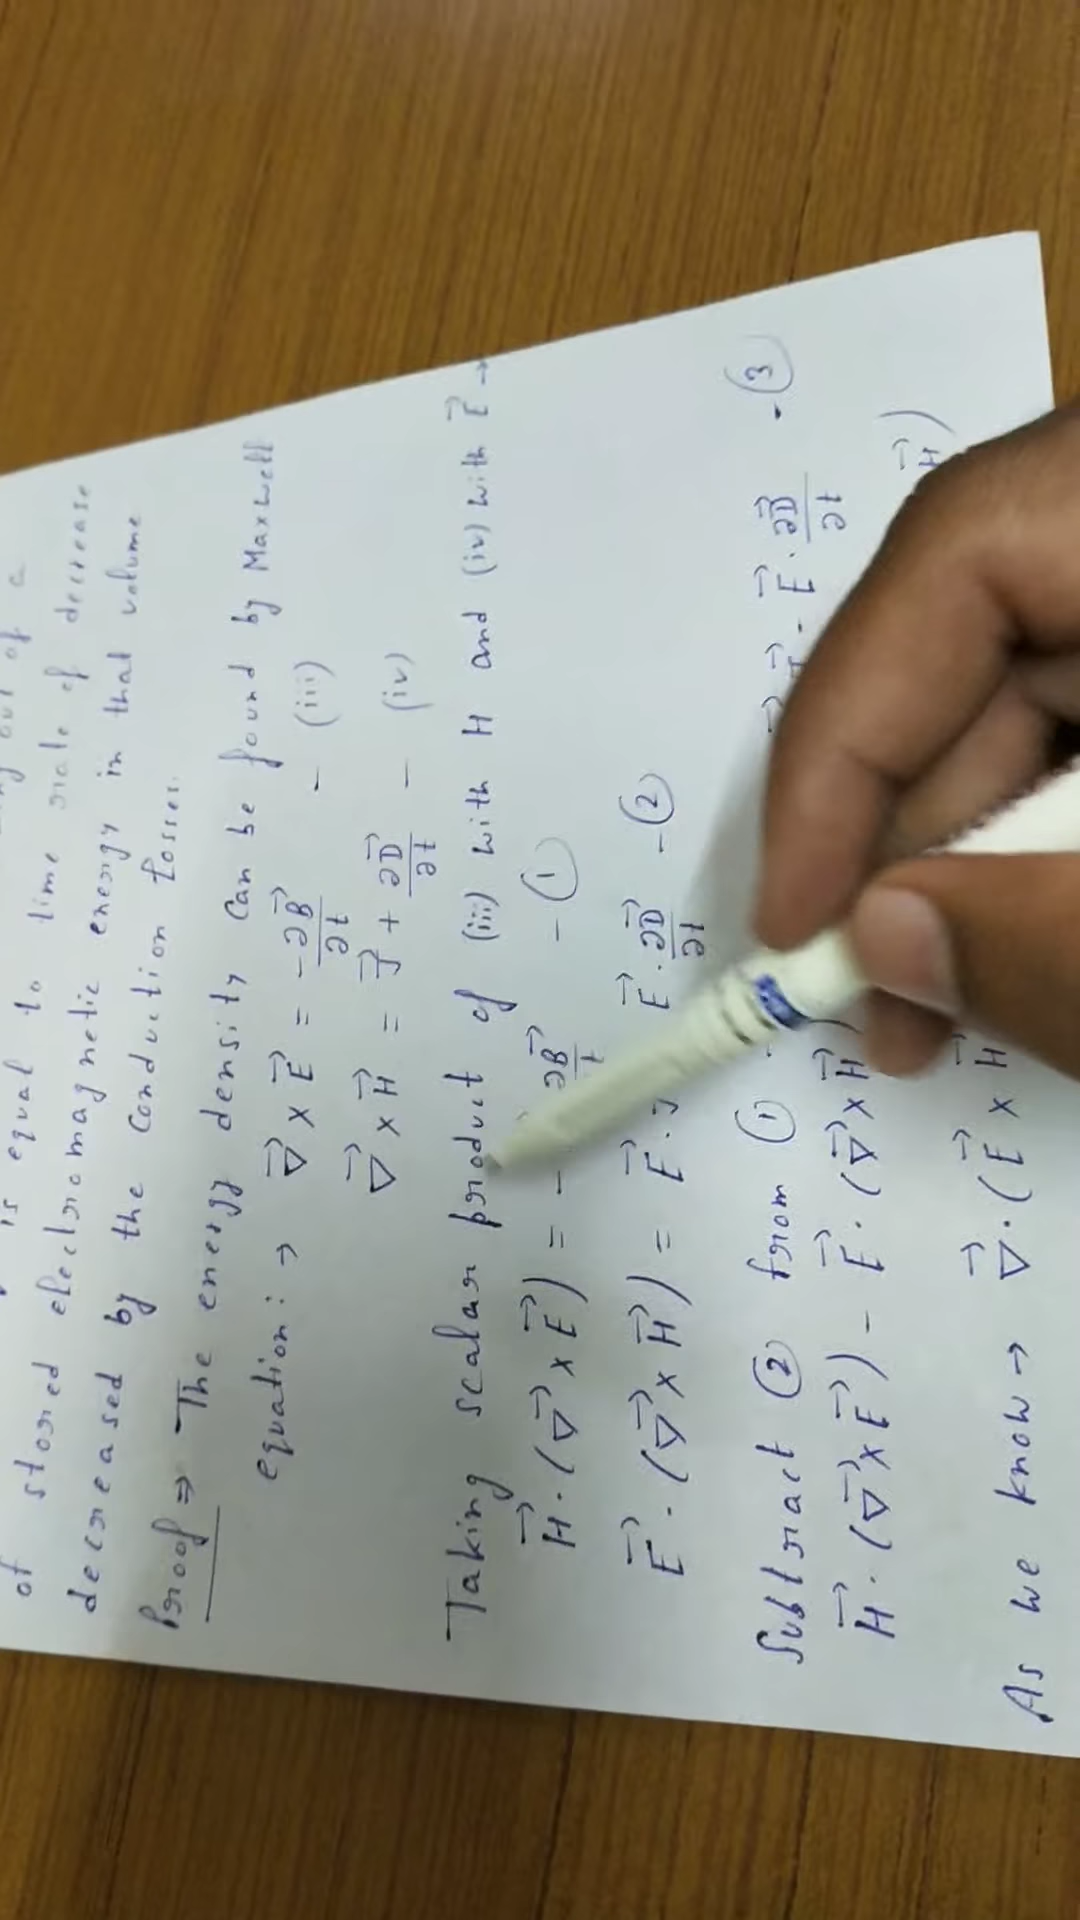 out of a
is equal to time rate of decrease
of stored electromagnetic energy in that volume
decreased by the conduction losses.
Proof ⇒ The energy density can be found by Maxwell
equation: →
∇⃗ × E⃗ = -∂B⃗/∂t - (iii)
∇⃗ × H⃗ = J⃗ + ∂D⃗/∂t - (iv)
Taking scalar product of (iii) with H and (iv) with E⃗ →
H⃗ · (∇⃗ × E⃗) = - ∂B⃗/t - ①
E⃗ · (∇⃗ × H⃗) = E⃗ · E⃗ · ∂D⃗/∂t - ②
Subtract ② from ①
H⃗ · (∇⃗ × E⃗) - E⃗ · (∇⃗ × H⃗) - E⃗ · ∂D⃗/∂t - ③
As we know → ∇⃗ · (E⃗ × H⃗ H⃗)